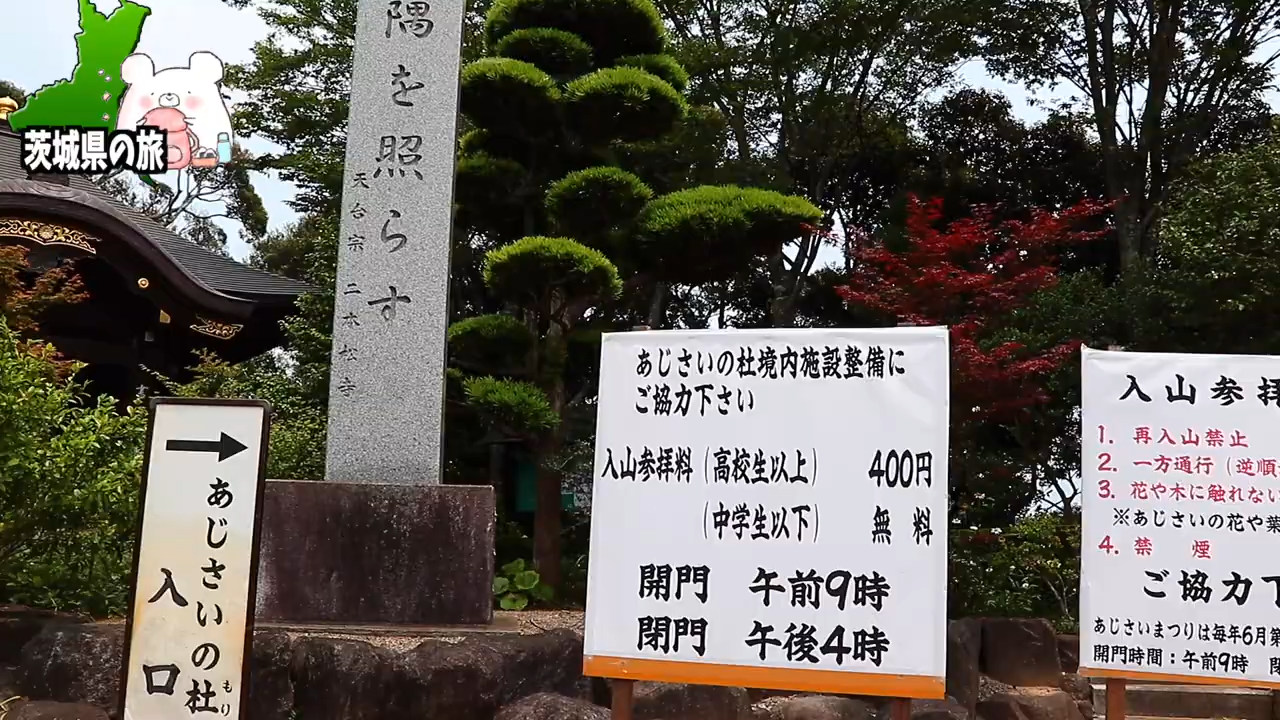 茨城県の旅
隅を照らす
天台宗 二本松寺
→あじさいの杜
もり
入口
あじさいの杜境内施設整備に
ご協力下さい
入山参拝料（高校生以上） 400円
（中学生以下） 無料
開門 午前9時
閉門 午後4時
入山参拝
1. 再入山禁止
2. 一方通行（逆順
3. 花や木に触れない
※あじさいの花や葉
4. 禁煙
ご協力下
あじさいまつりは毎年6月第
開門時間：午前9時 閉